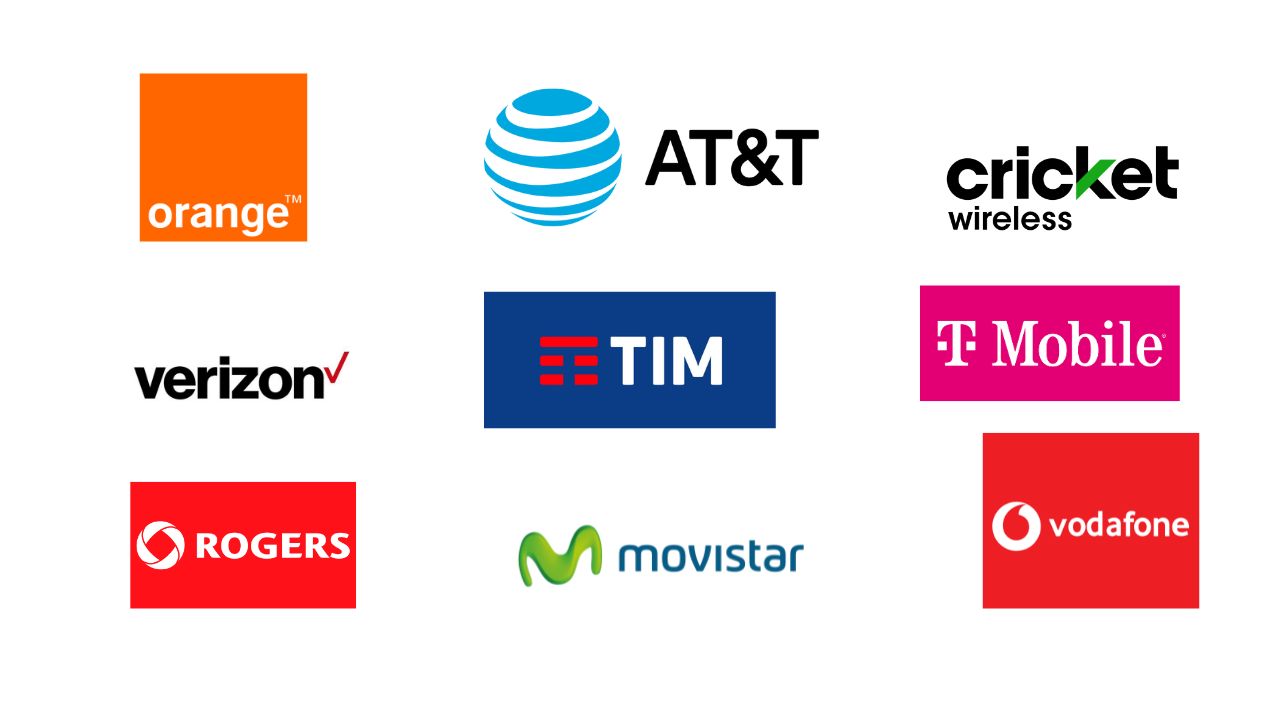 orange™
AT&T
cricket
wireless
verizon✓
TIM
T Mobile®
ROGERS
movistar
vodafone